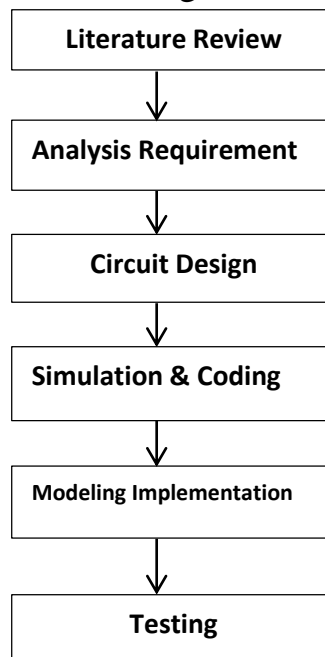 Literature Review
Analysis Requirement
Circuit Design
Simulation & Coding
Modeling Implementation
Testing